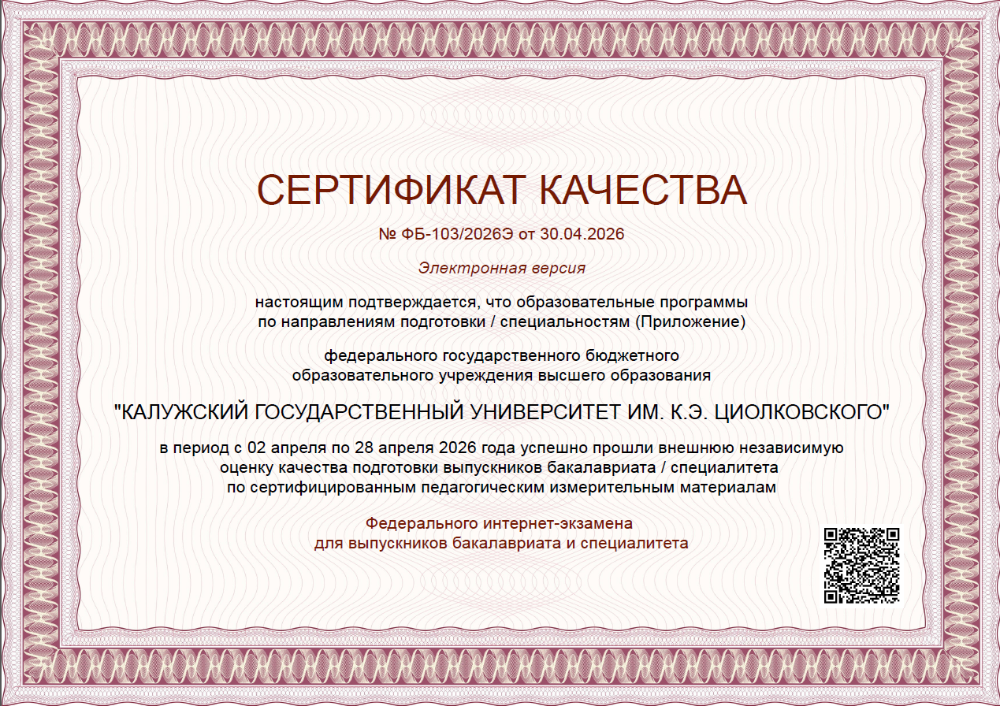 СЕРТИФИКАТ КАЧЕСТВА
№ ФБ-103/2026Э от 30.04.2026
Электронная версия
настоящим подтверждается, что образовательные программы
по направлениям подготовки / специальностям (Приложение)
федерального государственного бюджетного
образовательного учреждения высшего образования
"КАЛУЖСКИЙ ГОСУДАРСТВЕННЫЙ УНИВЕРСИТЕТ ИМ. К.Э. ЦИОЛКОВСКОГО"
в период с 02 апреля по 28 апреля 2026 года успешно прошли внешнюю независимую
оценку качества подготовки выпускников бакалавриата / специалитета
по сертифицированным педагогическим измерительным материалам
Федерального интернет-экзамена
для выпускников бакалавриата и специалитета